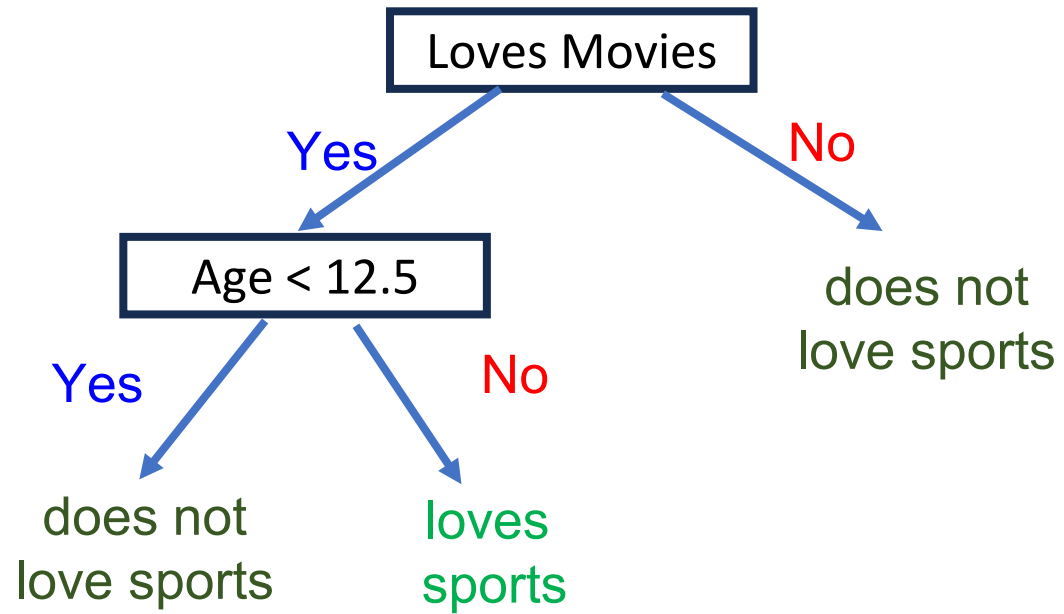 Loves Movies
Yes
No
Age < 12.5
does not
love sports
Yes
No
does not
love sports
loves
sports